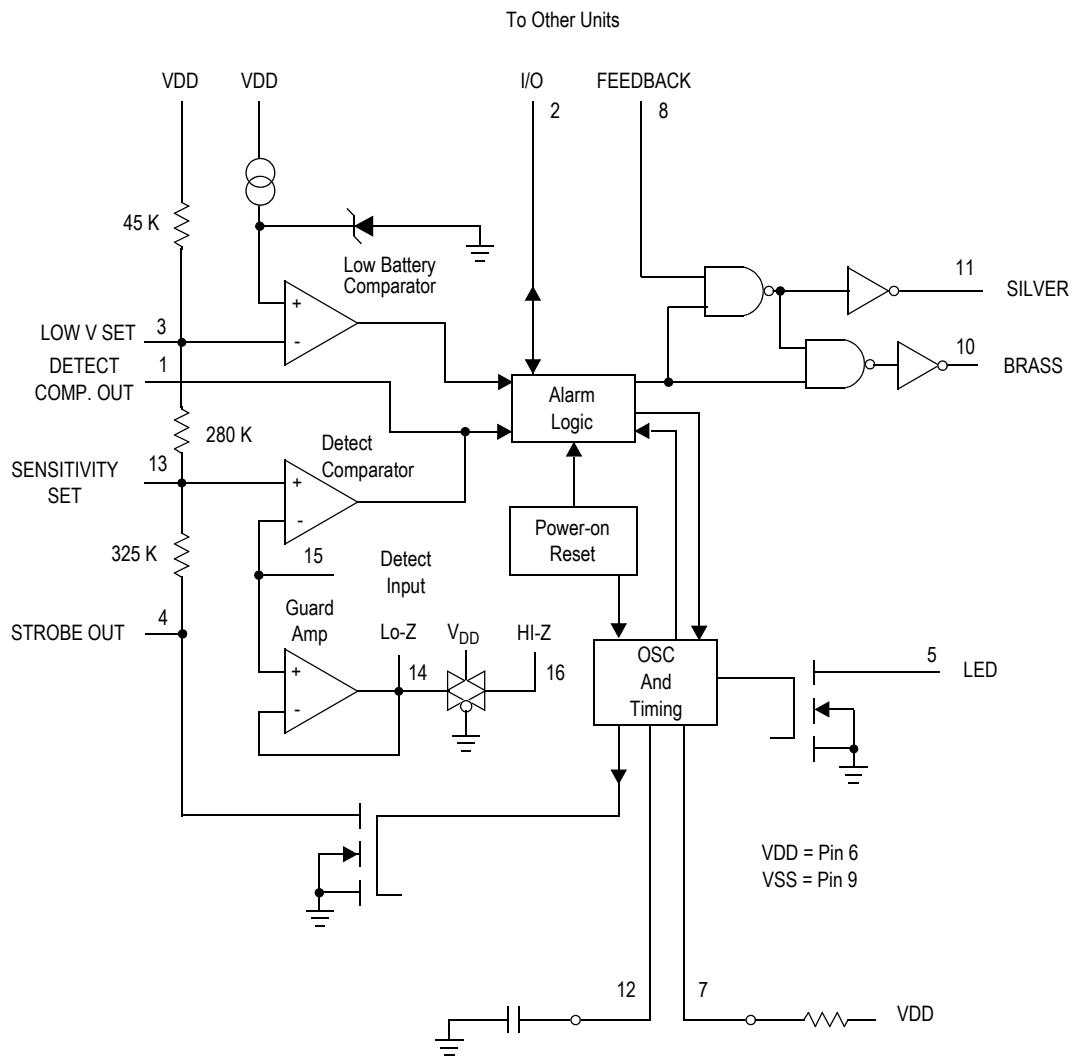 To Other Units
VDD
VDD
I/O
FEEDBACK
2
8
45 K
Low Battery
Comparator
+
-
11
SILVER
LOW V SET
3
10
BRASS
DETECT
COMP. OUT
1
Alarm
Logic
280 K
Detect
Comparator
SENSITIVITY
SET
13
+
-
Power-on
Reset
325 K
15
Detect
Input
STROBE OUT
4
Guard
Amp
Lo-Z
VDD
HI-Z
+
-
14
16
OSC
And
Timing
5
LED
VDD = Pin 6
VSS = Pin 9
12
7
VDD